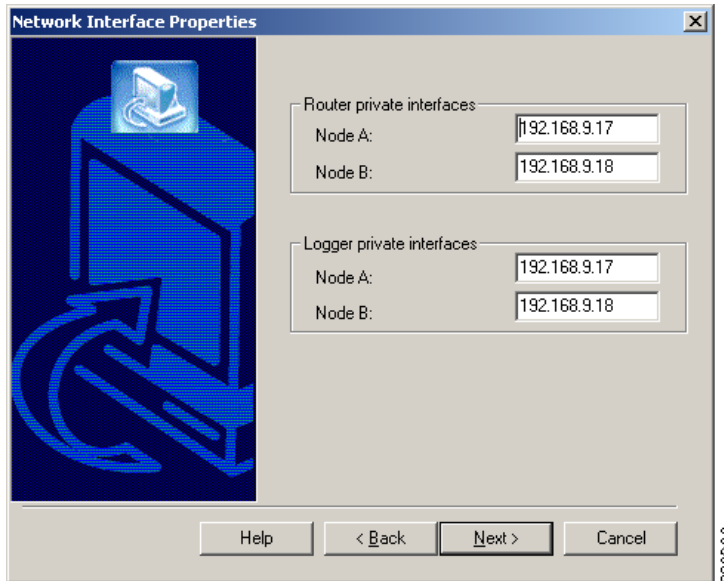 Network Interface Properties
Router private interfaces
Node A: 192.168.9.17
Node B: 192.168.9.18
Logger private interfaces
Node A: 192.168.9.17
Node B: 192.168.9.18
Help < Back Next > Cancel